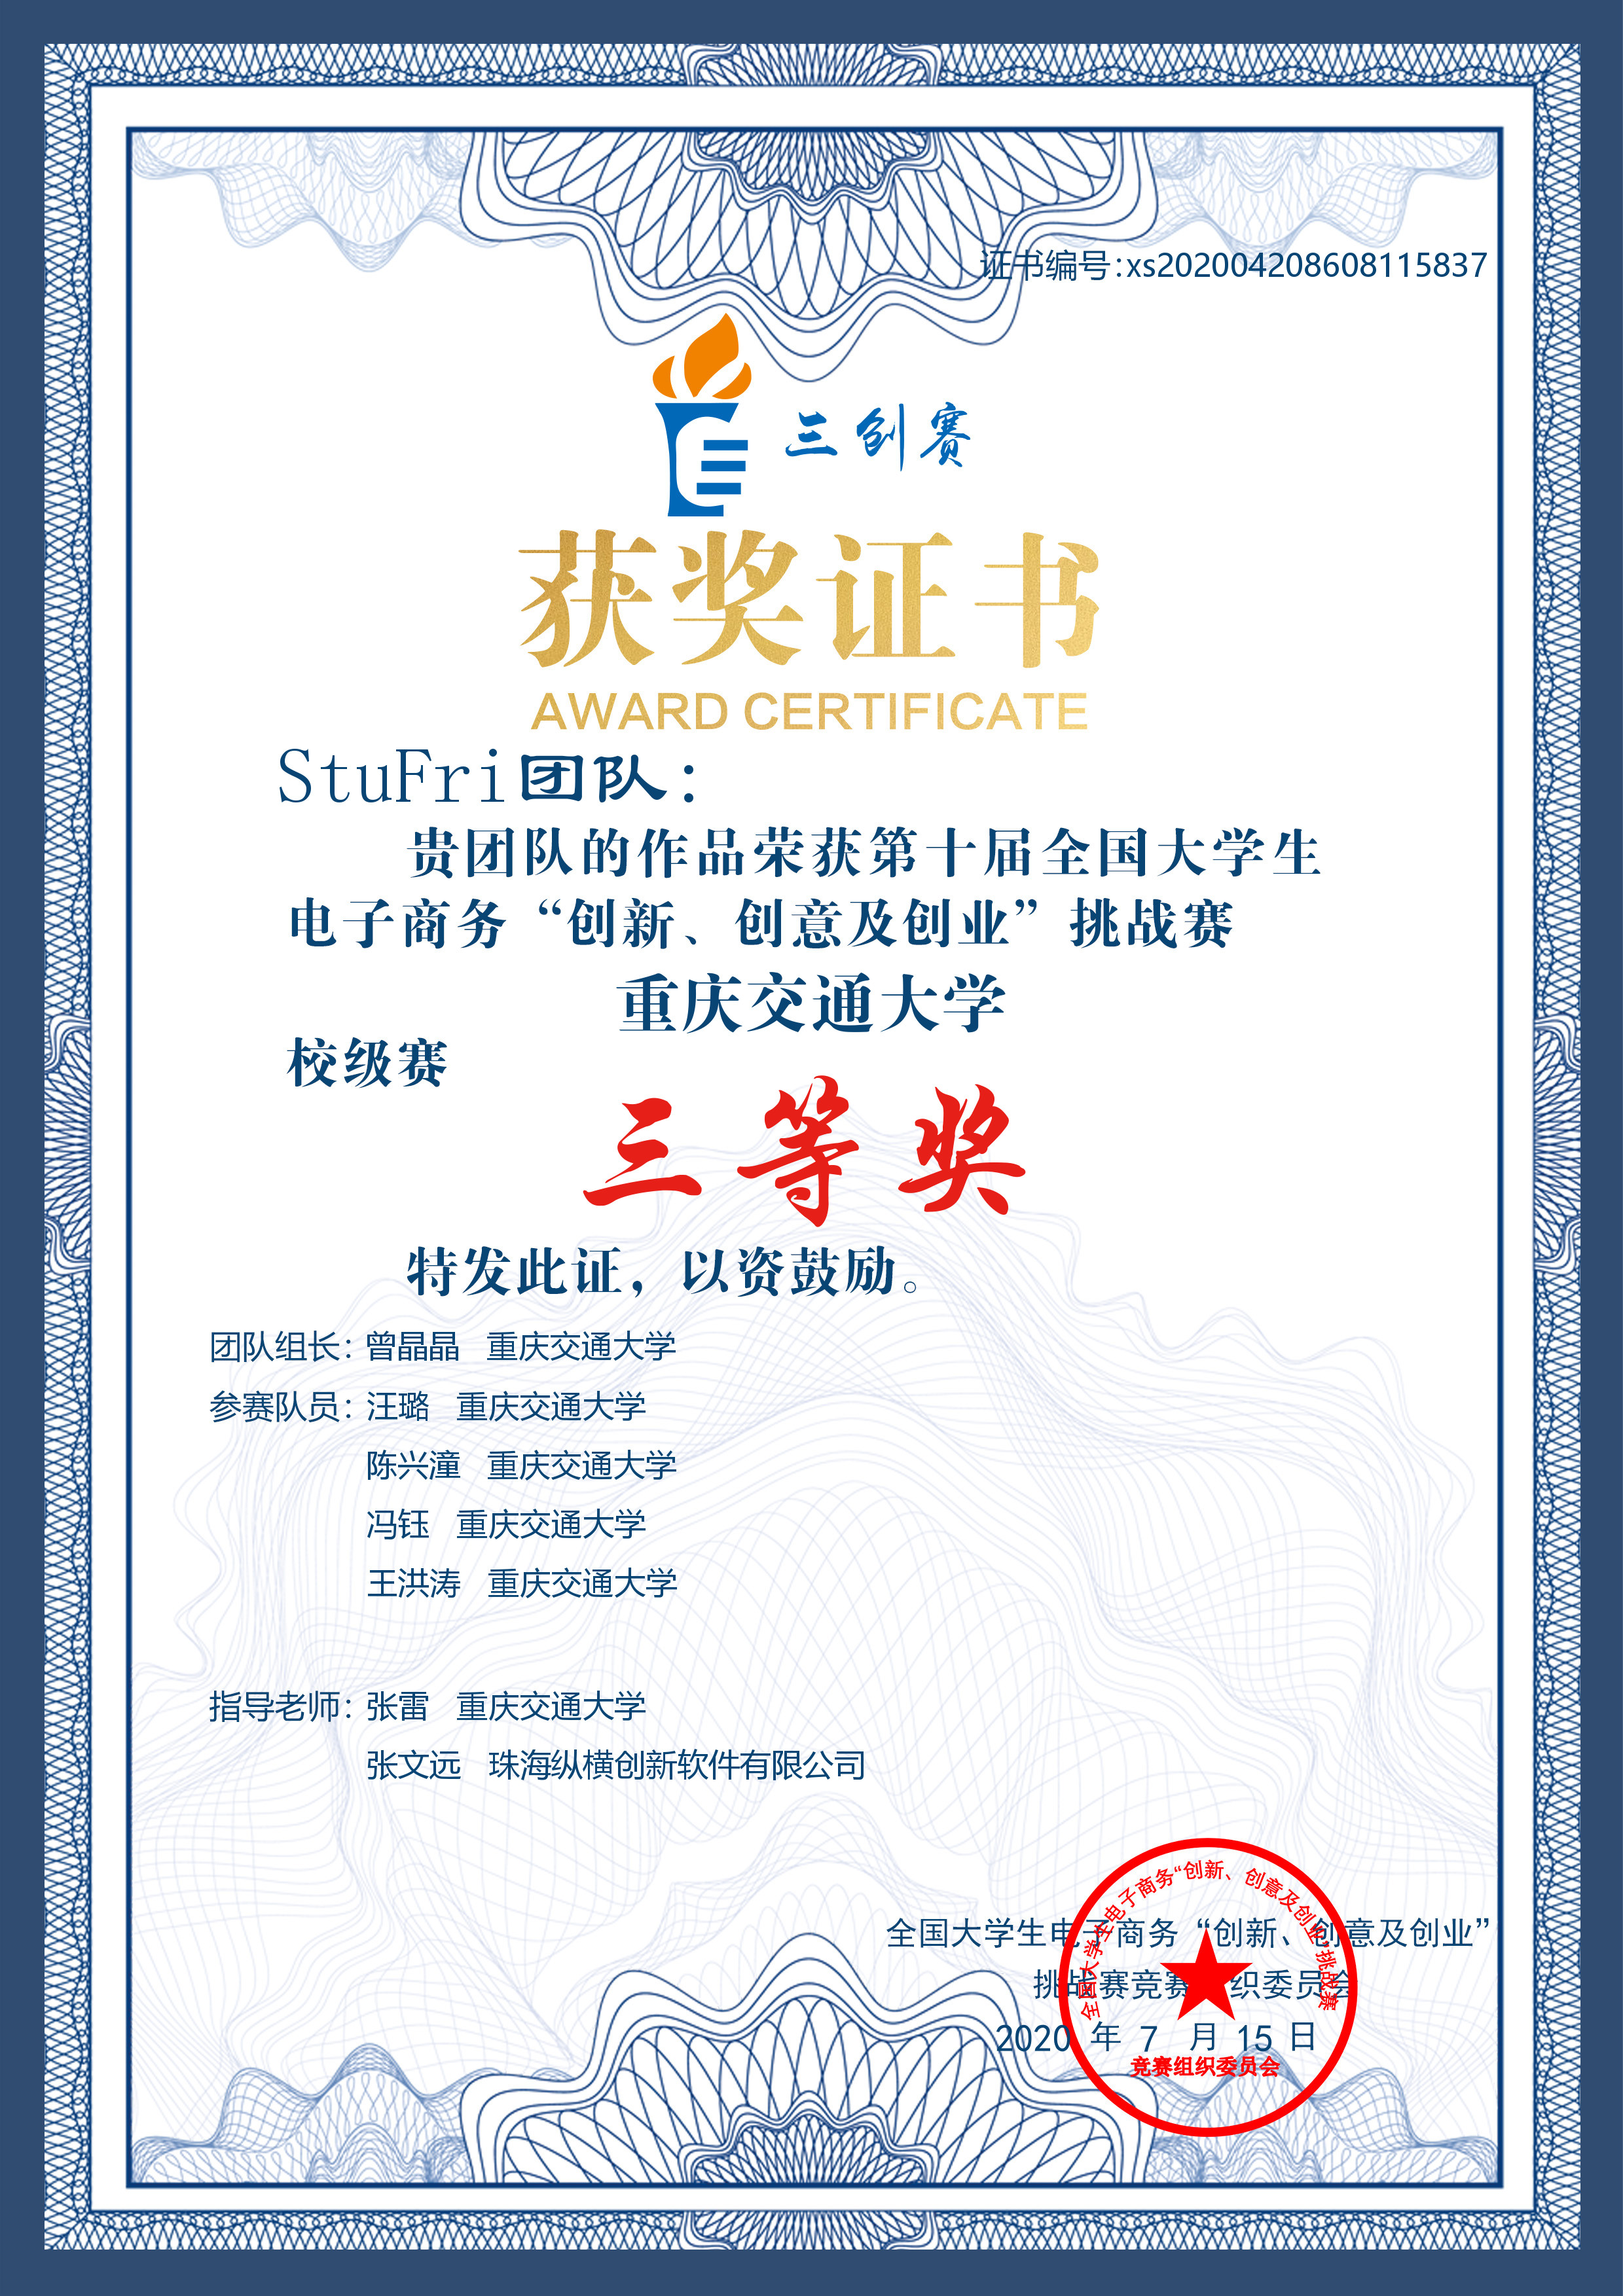 证书编号:xs202004208608115837
三创赛
获奖证书
AWARD CERTIFICATE
StuFri团队：
贵团队的作品荣获第十届全国大学生
电子商务“创新、创意及创业”挑战赛
重庆交通大学
校级赛
三等奖
特发此证，以资鼓励。
团队组长：曾晶晶 重庆交通大学
参赛队员：汪璐 重庆交通大学
陈兴潼 重庆交通大学
冯钰 重庆交通大学
王洪涛 重庆交通大学
指导老师：张雷 重庆交通大学
张文远 珠海纵横创新软件有限公司
全国大学生电子商务“创新、创意及创业”
挑战赛竞赛组织委员会
2020 年 7 月 15 日
全国大学生电子商务“创新、创意及创业”挑战赛
竞赛组织委员会